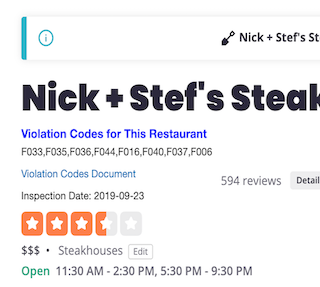 Nick + Stef's St
Nick + Stef's Steak
Violation Codes for This Restaurant
F033,F035,F036,F044,F016,F040,F037,F006
Violation Codes Document
594 reviews Detail
Inspection Date: 2019-09-23
$$$ • Steakhouses Edit
Open 11:30 AM - 2:30 PM, 5:30 PM - 9:30 PM